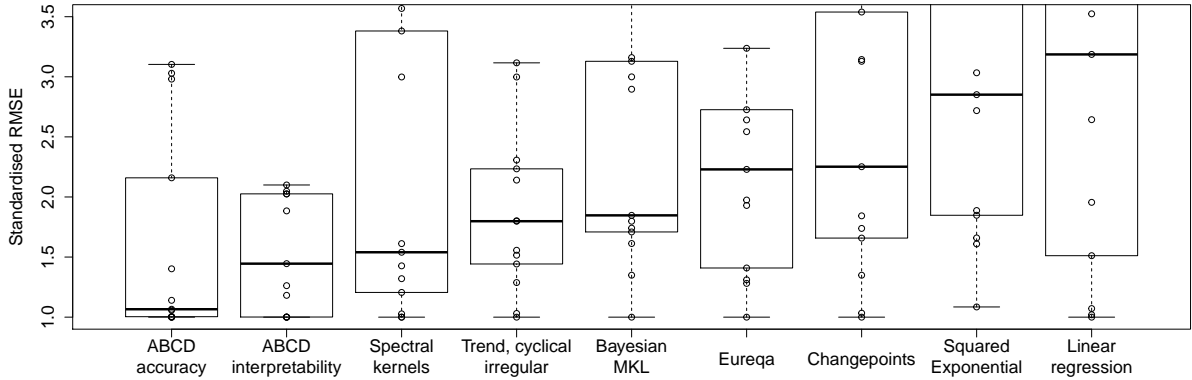 Standardised RMSE
3.5
3.0
2.5
2.0
1.5
1.0
ABCD
accuracy
ABCD
interpretability
Spectral
kernels
Trend, cyclical
irregular
Bayesian
MKL
Eureqa
Changepoints
Squared
Exponential
Linear
regression